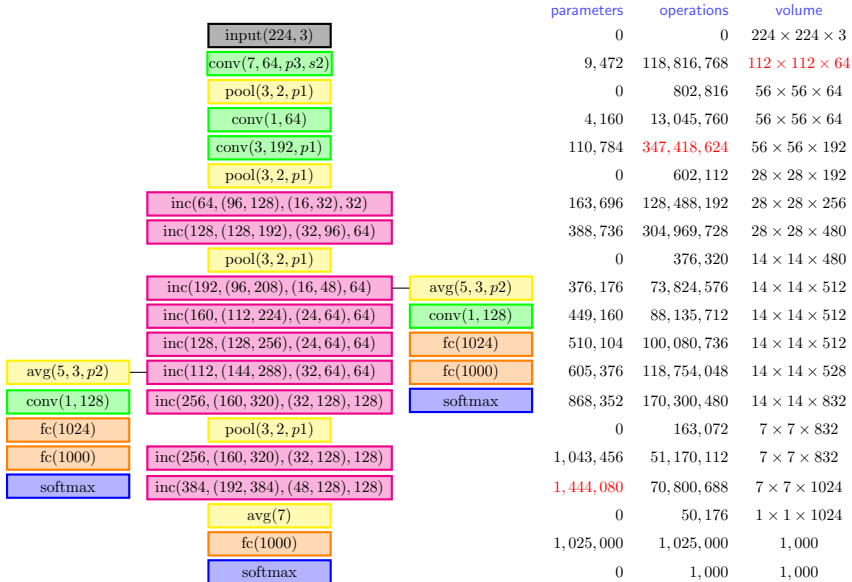 parameters operations volume
input(224, 3) 0 0 224 × 224 × 3
conv(7, 64, p3, s2) 9, 472 118, 816, 768 112 × 112 × 64
pool(3, 2, p1) 0 802, 816 56 × 56 × 64
conv(1, 64) 4, 160 13, 045, 760 56 × 56 × 64
conv(3, 192, p1) 110, 784 347, 418, 624 56 × 56 × 192
pool(3, 2, p1) 0 602, 112 28 × 28 × 192
inc(64, (96, 128), (16, 32), 32) 163, 696 128, 488, 192 28 × 28 × 256
inc(128, (128, 192), (32, 96), 64) 388, 736 304, 969, 728 28 × 28 × 480
pool(3, 2, p1) 0 376, 320 14 × 14 × 480
inc(192, (96, 208), (16, 48), 64) avg(5, 3, p2) 376, 176 73, 824, 576 14 × 14 × 512
inc(160, (112, 224), (24, 64), 64) conv(1, 128) 449, 160 88, 135, 712 14 × 14 × 512
inc(128, (128, 256), (24, 64), 64) fc(1024) 510, 104 100, 080, 736 14 × 14 × 512
avg(5, 3, p2) inc(112, (144, 288), (32, 64), 64) fc(1000) 605, 376 118, 754, 048 14 × 14 × 528
conv(1, 128) inc(256, (160, 320), (32, 128), 128) softmax 868, 352 170, 300, 480 14 × 14 × 832
fc(1024) pool(3, 2, p1) 0 163, 072 7 × 7 × 832
fc(1000) inc(256, (160, 320), (32, 128), 128) 1, 043, 456 51, 170, 112 7 × 7 × 832
softmax inc(384, (192, 384), (48, 128), 128) 1, 444, 080 70, 800, 688 7 × 7 × 1024
avg(7) 0 50, 176 1 × 1 × 1024
fc(1000) 1, 025, 000 1, 025, 000 1, 000
softmax 0 1, 000 1, 000